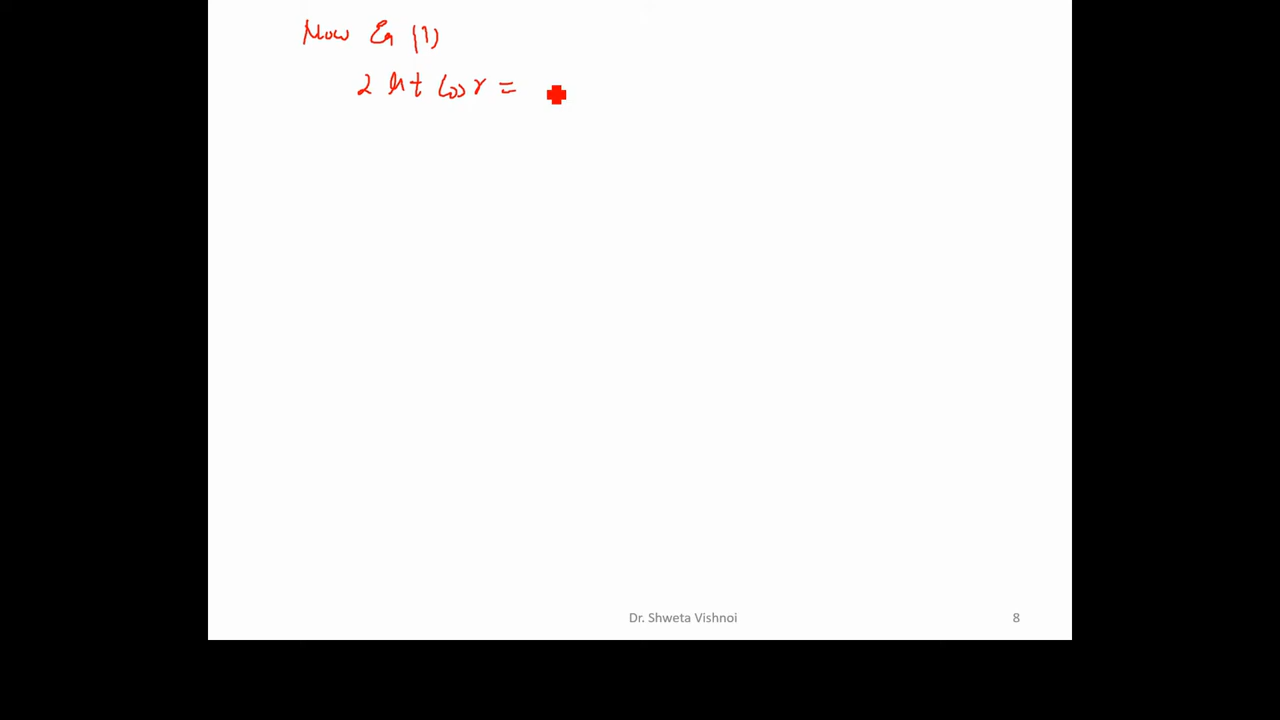 Now Eq (1)
2 μt cos r =
Dr. Shweta Vishnoi
8